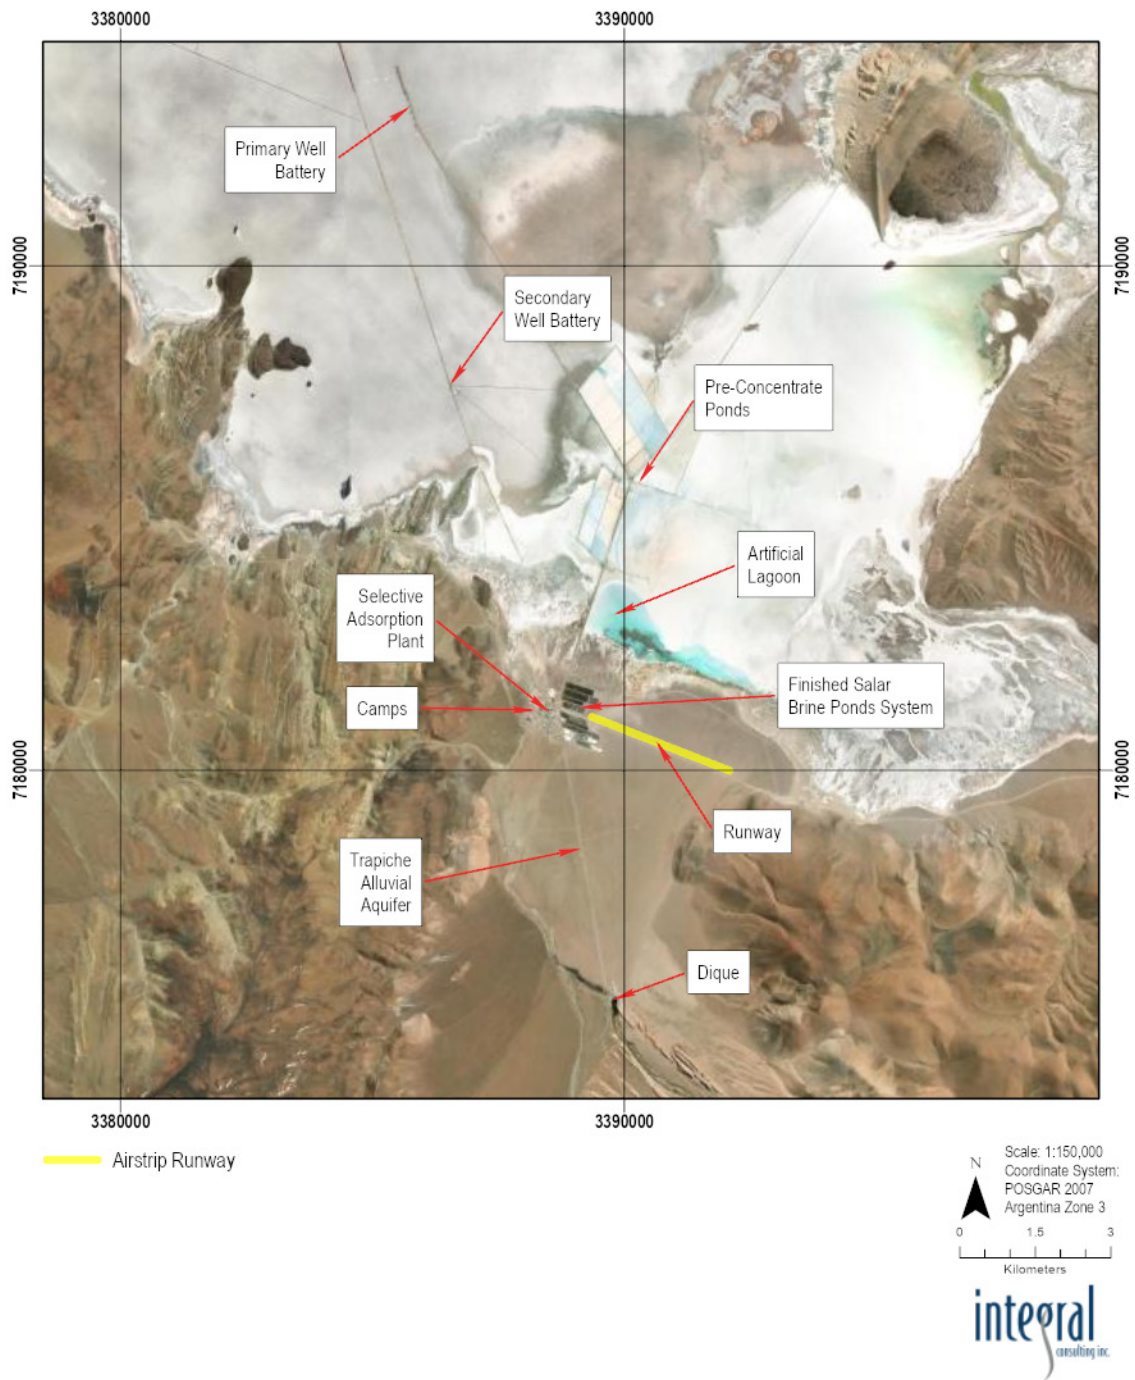 3380000
3390000
Primary Well
Battery
7190000
7190000
Secondary
Well Battery
Pre-Concentrate
Ponds
Artificial
Lagoon
Selective
Adsorption
Plant
Camps
Finished Salar
Brine Ponds System
7180000
7180000
Runway
Trapiche
Alluvial
Aquifer
Dique
3380000
3390000
Airstrip Runway
N
Scale: 1:150,000
Coordinate System:
POSGAR 2007
Argentina Zone 3
0 1.5 3
Kilometers
integral
consulting inc.